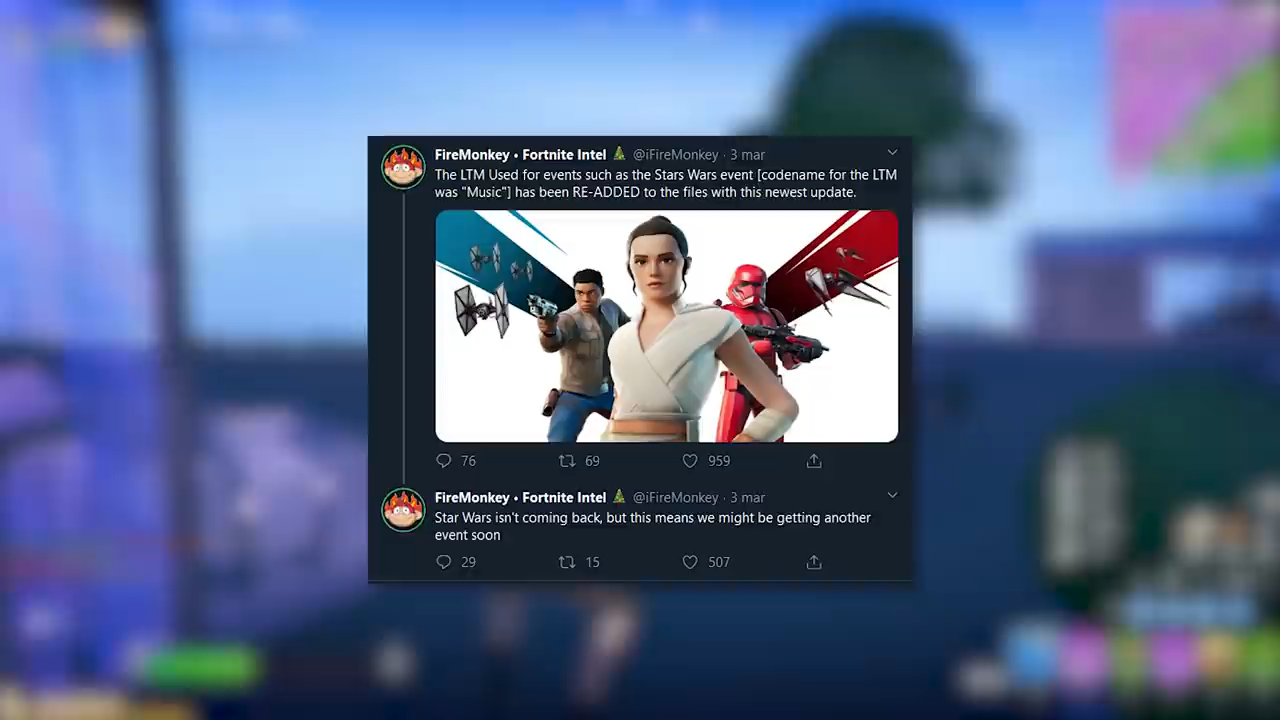 FireMonkey • Fortnite Intel 🎄 @iFireMonkey · 3 mar
The LTM Used for events such as the Stars Wars event [codename for the LTM
was "Music"] has been RE-ADDED to the files with this newest update.
76 69 959
FireMonkey • Fortnite Intel 🎄 @iFireMonkey · 3 mar
Star Wars isn't coming back, but this means we might be getting another
event soon
29 15 507